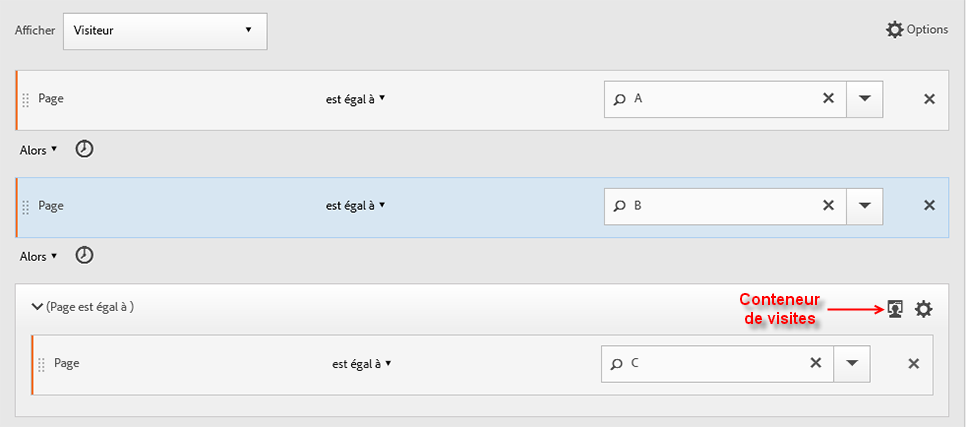 Afficher Visiteur Options
Page est égal à A
Alors
Page est égal à B
Alors
(Page est égal à )
Conteneur
de visites
Page est égal à C